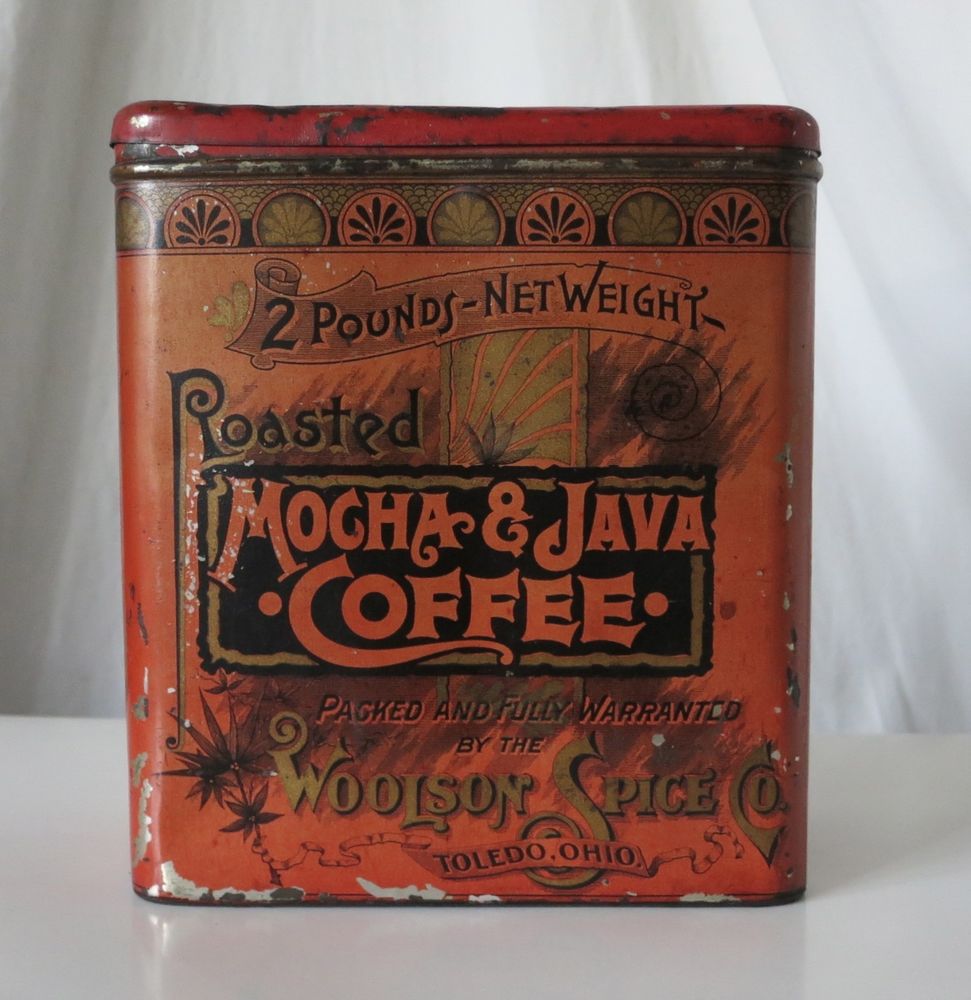 2 POUNDS-NET WEIGHT-
Roasted
MOCHA & JAVA
COFFEE
PACKED AND FULLY WARRANTED
BY THE
WOOLSON SPICE CO.
TOLEDO, OHIO.